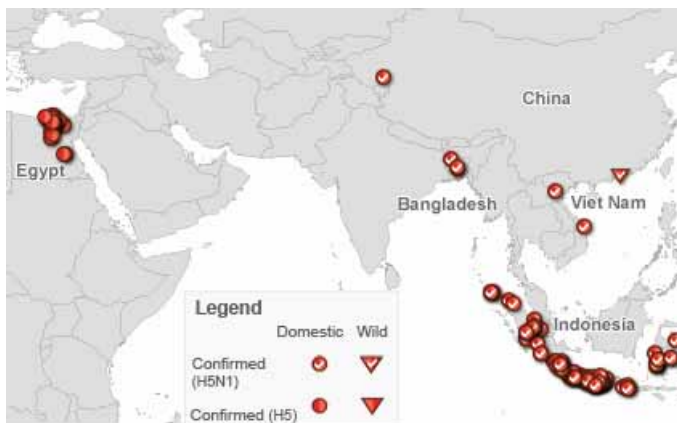 China
Egypt
Bangladesh
Viet Nam
Indonesia
Legend
Domestic Wild
Confirmed
(H5N1)
Confirmed (H5)